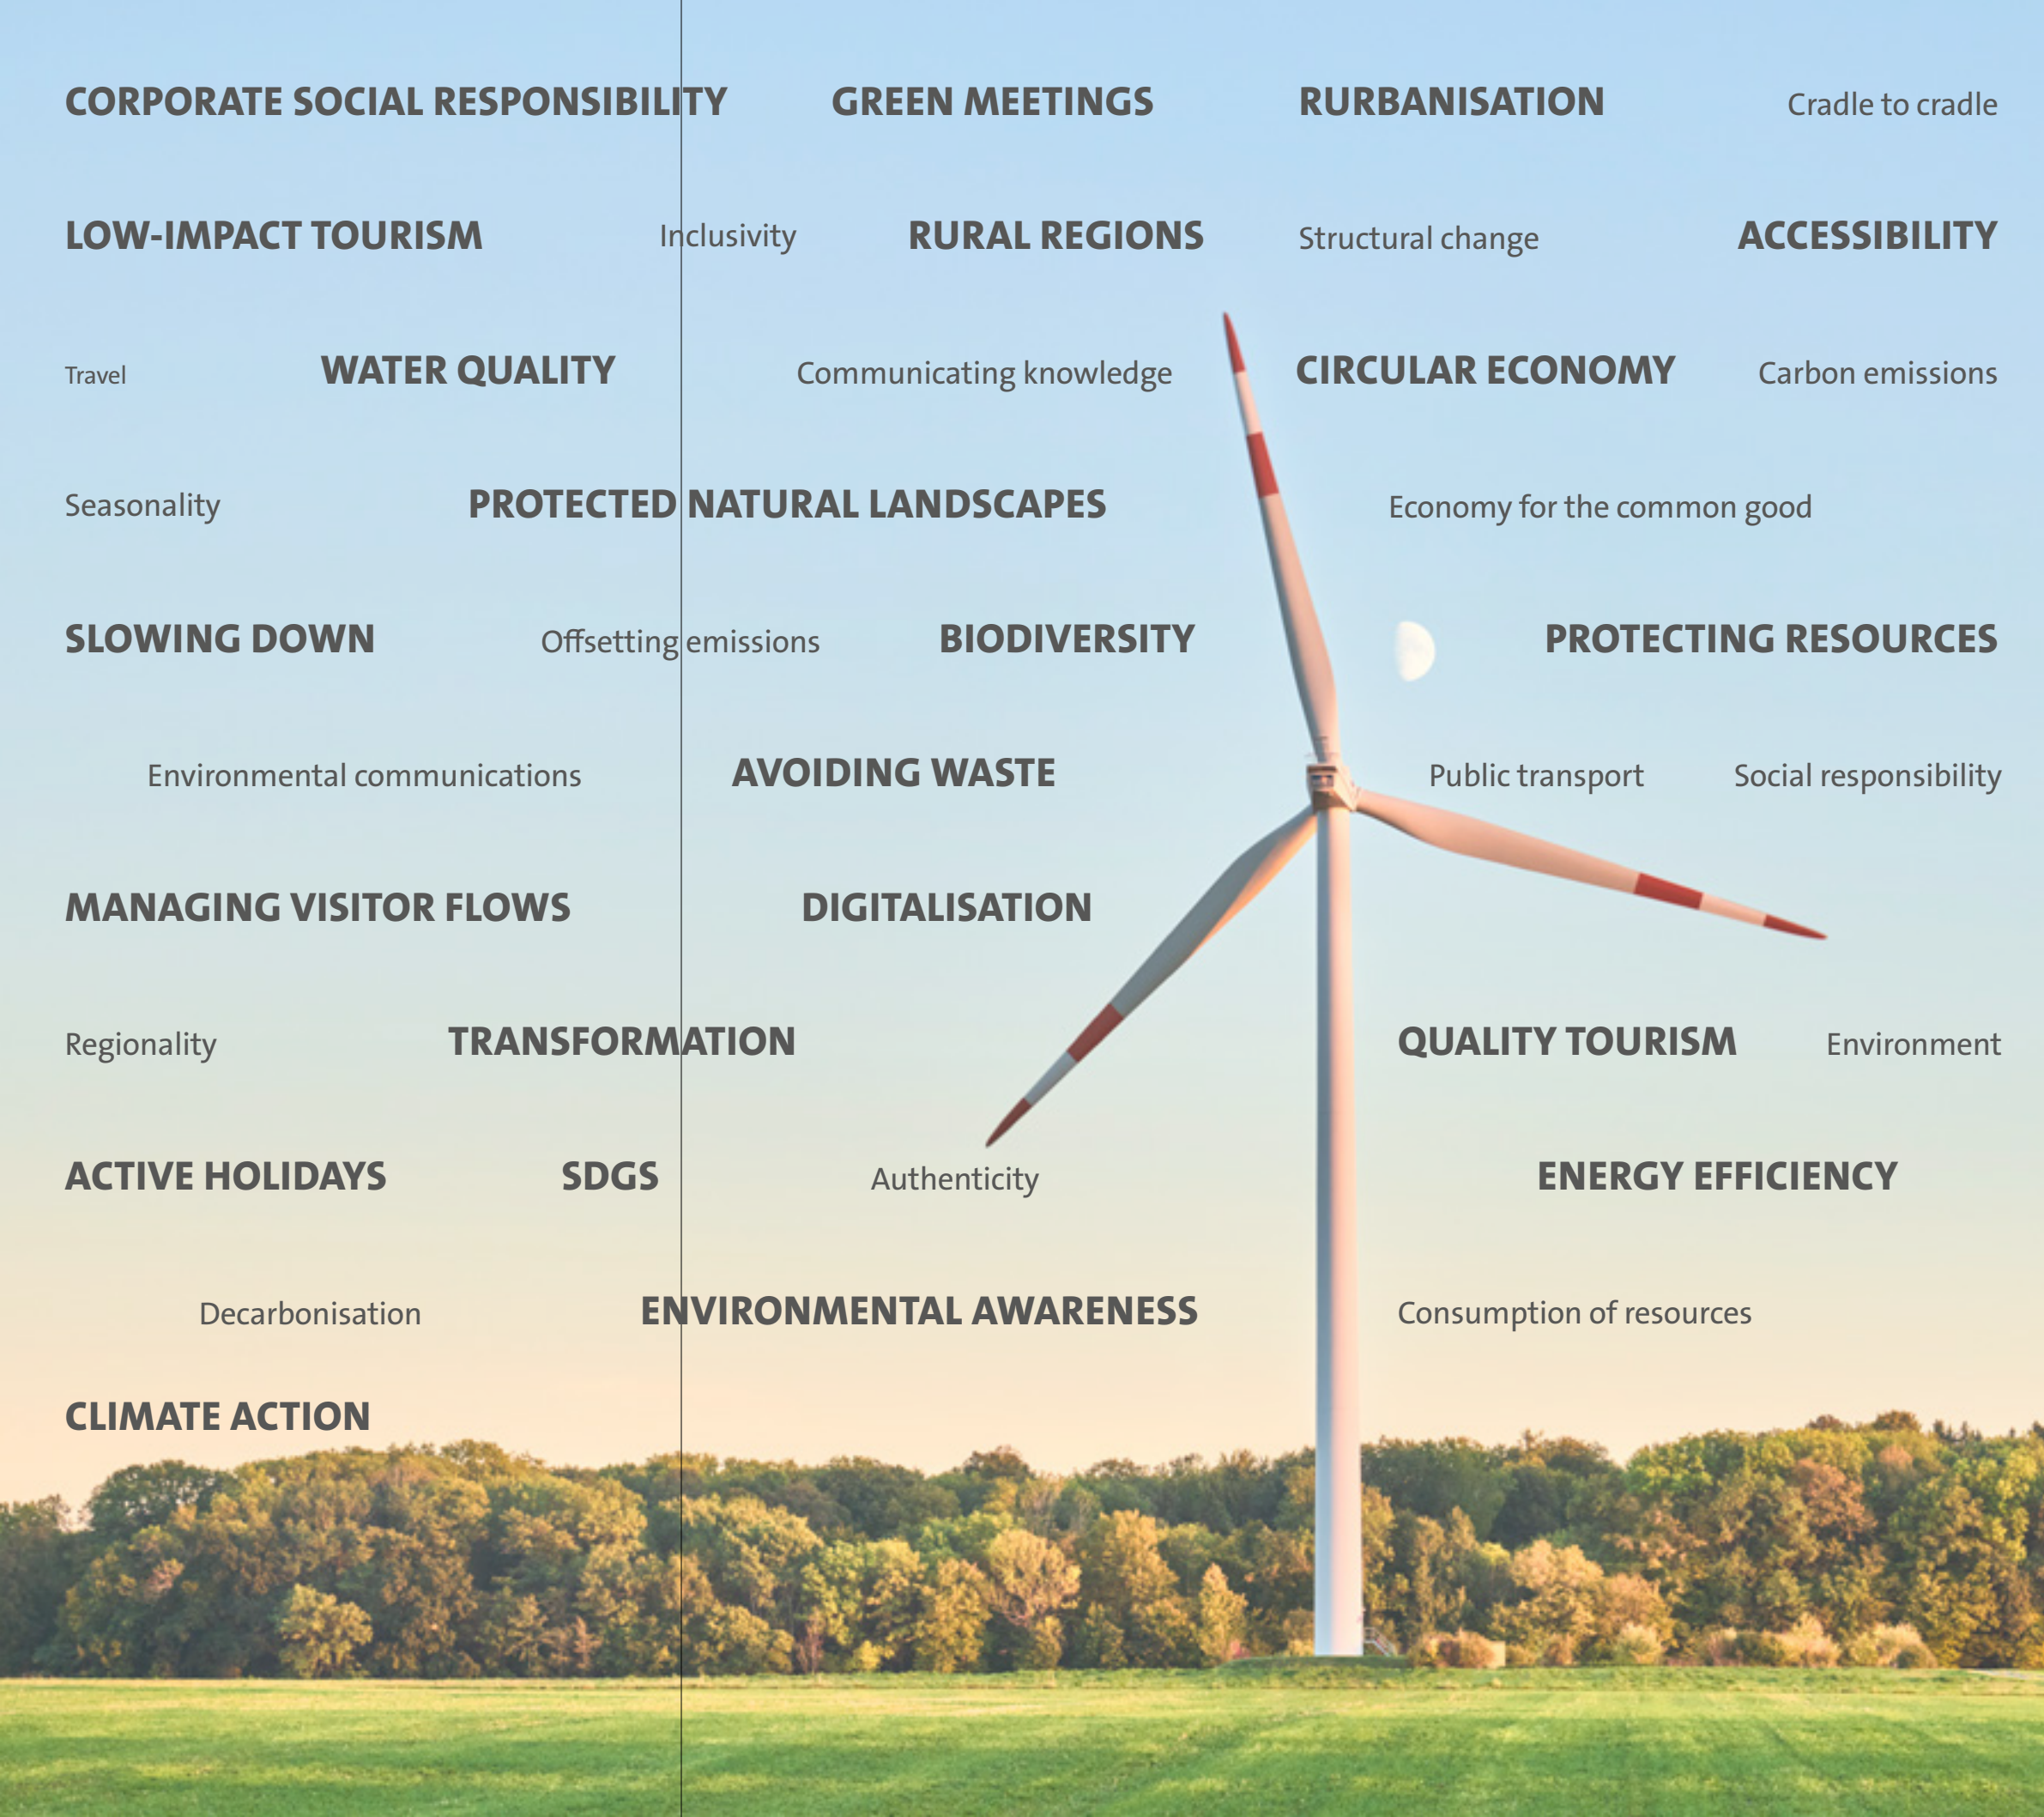 CORPORATE SOCIAL RESPONSIBILITY GREEN MEETINGS RURBANISATION Cradle to cradle
LOW-IMPACT TOURISM Inclusivity RURAL REGIONS Structural change ACCESSIBILITY
Travel WATER QUALITY Communicating knowledge CIRCULAR ECONOMY Carbon emissions
Seasonality PROTECTED NATURAL LANDSCAPES Economy for the common good
SLOWING DOWN Offsetting emissions BIODIVERSITY PROTECTING RESOURCES
Environmental communications AVOIDING WASTE Public transport Social responsibility
MANAGING VISITOR FLOWS DIGITALISATION
Regionality TRANSFORMATION QUALITY TOURISM Environment
ACTIVE HOLIDAYS SDGS Authenticity ENERGY EFFICIENCY
Decarbonisation ENVIRONMENTAL AWARENESS Consumption of resources
CLIMATE ACTION